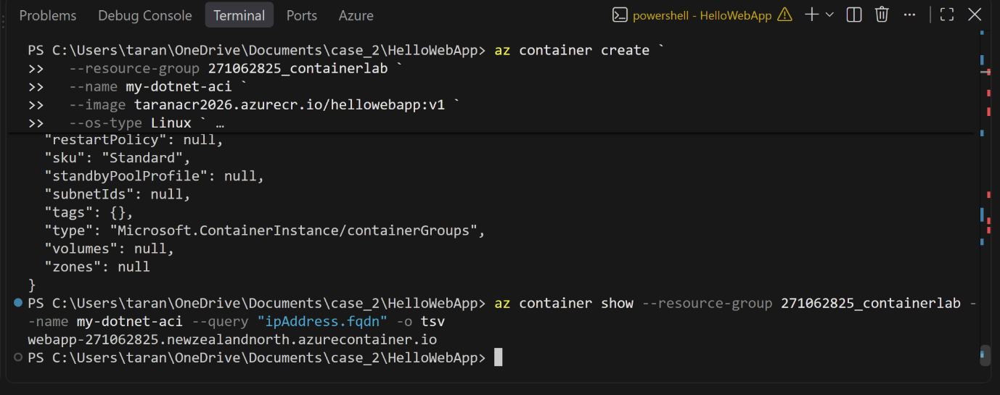 Problems Debug Console Terminal Ports Azure powershell - HelloWebApp
PS C:\Users\taran\OneDrive\Documents\case_2\HelloWebApp> az container create `
>>   --resource-group 271062825_containerlab `
>>   --name my-dotnet-aci `
>>   --image taranacr2026.azurecr.io/hellowebapp:v1 `
>>   --os-type Linux ` …
  "restartPolicy": null,
  "sku": "Standard",
  "standbyPoolProfile": null,
  "subnetIds": null,
  "tags": {},
  "type": "Microsoft.ContainerInstance/containerGroups",
  "volumes": null,
  "zones": null
}
PS C:\Users\taran\OneDrive\Documents\case_2\HelloWebApp> az container show --resource-group 271062825_containerlab -
-name my-dotnet-aci --query "ipAddress.fqdn" -o tsv
webapp-271062825.newzealandnorth.azurecontainer.io
PS C:\Users\taran\OneDrive\Documents\case_2\HelloWebApp>